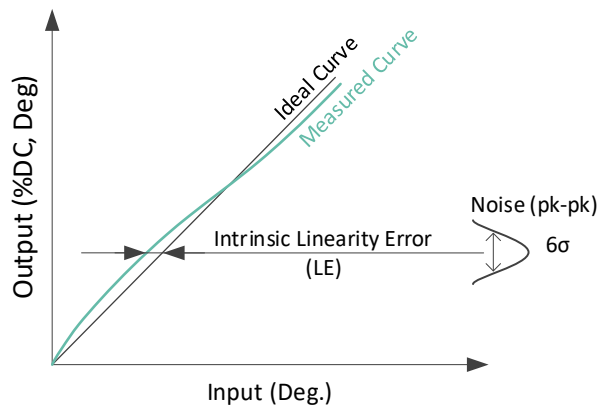 Output (%DC, Deg)
Ideal Curve
Measured Curve
Noise (pk-pk)
6σ
Intrinsic Linearity Error
(LE)
Input (Deg.)